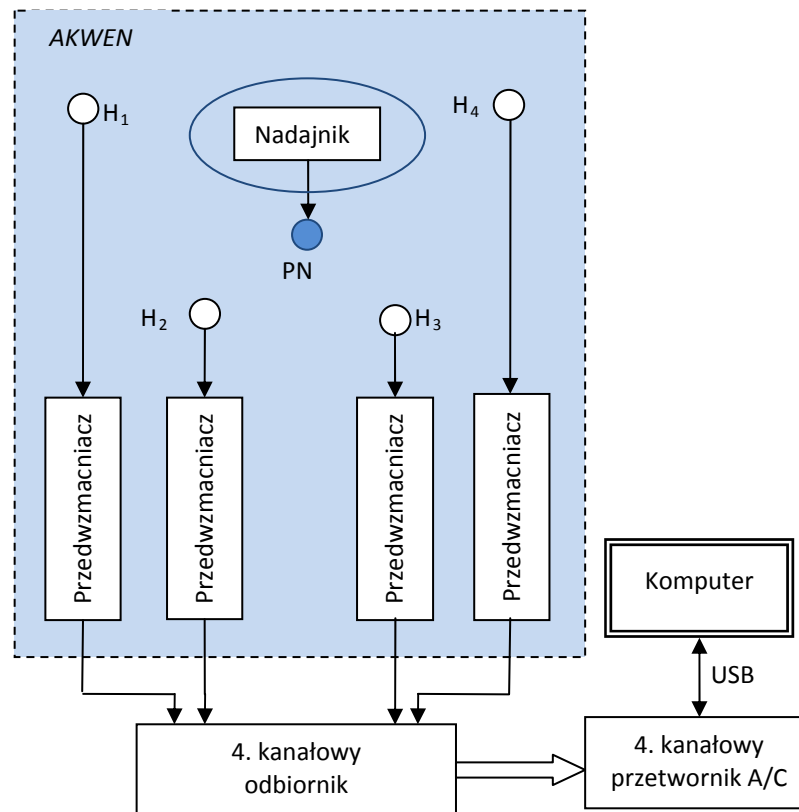 AKWEN
H1
Nadajnik
H4
PN
H2
H3
Przedwzmacniacz
Przedwzmacniacz
Przedwzmacniacz
Przedwzmacniacz
Komputer
USB
4. kanałowy
odbiornik
4. kanałowy
przetwornik A/C